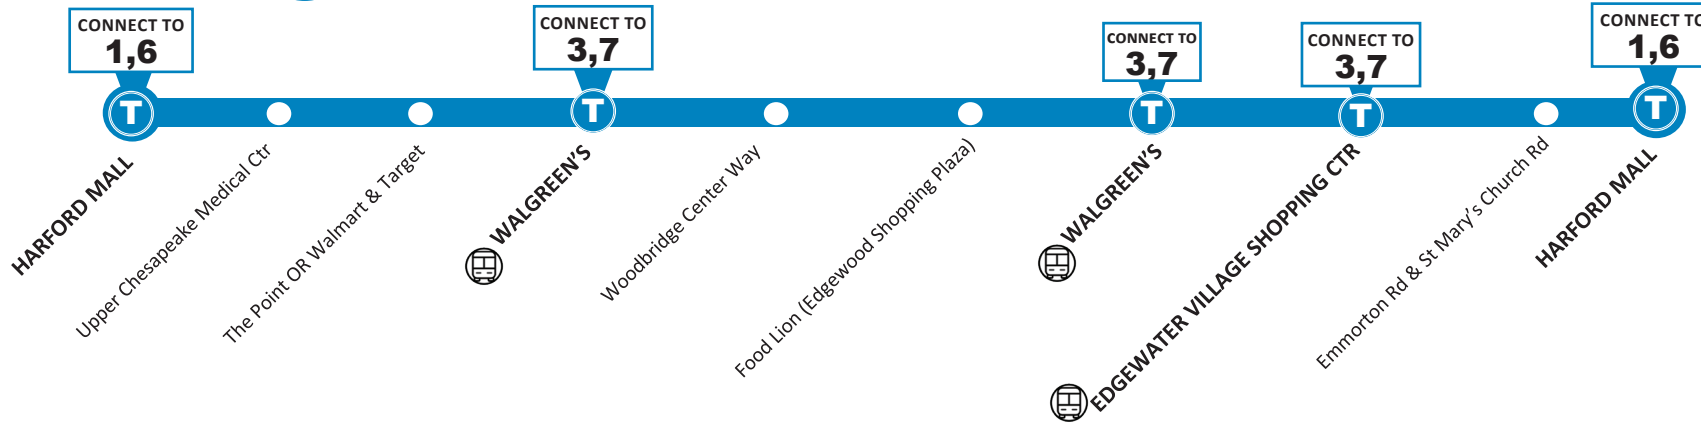 CONNECT TO
1,6
CONNECT TO
3,7
CONNECT TO
3,7
CONNECT TO
3,7
CONNECT TO
1,6
T
T
T
T
T
HARFORD MALL
Upper Chesapeake Medical Ctr
The Point OR Walmart & Target
WALGREEN'S
Woodbridge Center Way
Food Lion (Edgewood Shopping Plaza)
WALGREEN'S
EDGEWATER VILLAGE SHOPPING CTR
Emmorton Rd & St Mary's Church Rd
HARFORD MALL